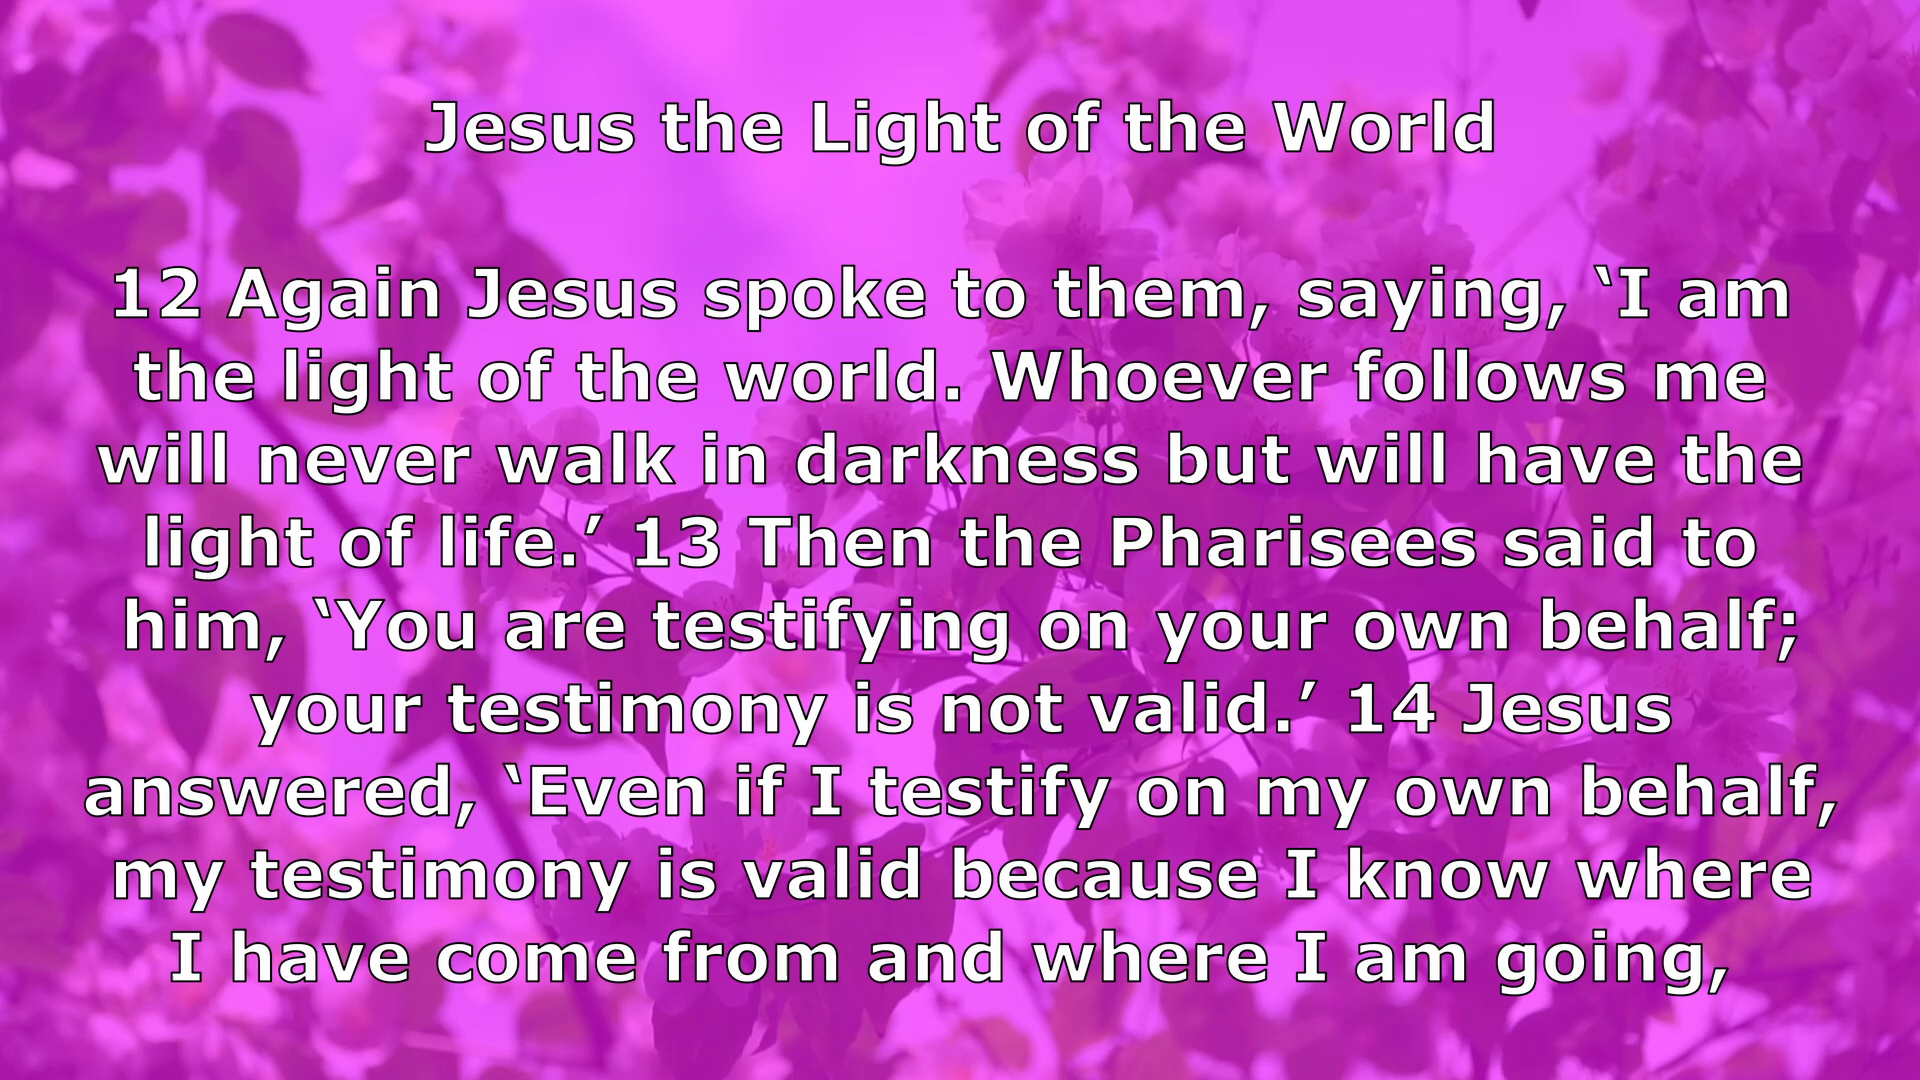 Jesus the Light of the World
12 Again Jesus spoke to them, saying, ‘I am
the light of the world. Whoever follows me
will never walk in darkness but will have the
light of life.’ 13 Then the Pharisees said to
him, ‘You are testifying on your own behalf;
your testimony is not valid.’ 14 Jesus
answered, ‘Even if I testify on my own behalf,
my testimony is valid because I know where
I have come from and where I am going,